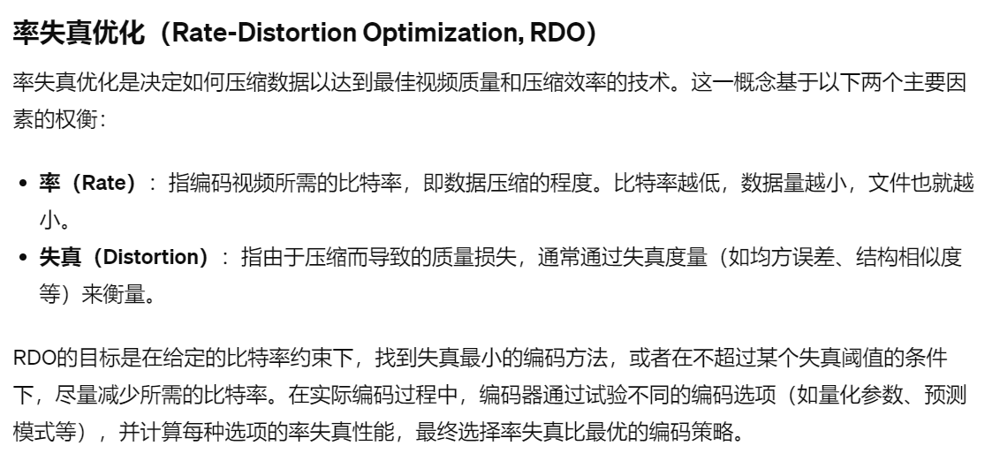 率失真优化（Rate-Distortion Optimization, RDO）
率失真优化是决定如何压缩数据以达到最佳视频质量和压缩效率的技术。这一概念基于以下两个主要因
素的权衡：
• 率（Rate）：指编码视频所需的比特率，即数据压缩的程度。比特率越低，数据量越小，文件也就越
小。
• 失真（Distortion）：指由于压缩而导致的质量损失，通常通过失真度量（如均方误差、结构相似度
等）来衡量。
RDO的目标是在给定的比特率约束下，找到失真最小的编码方法，或者在不超过某个失真阈值的条件
下，尽量减少所需的比特率。在实际编码过程中，编码器通过试验不同的编码选项（如量化参数、预测
模式等），并计算每种选项的率失真性能，最终选择率失真比最优的编码策略。